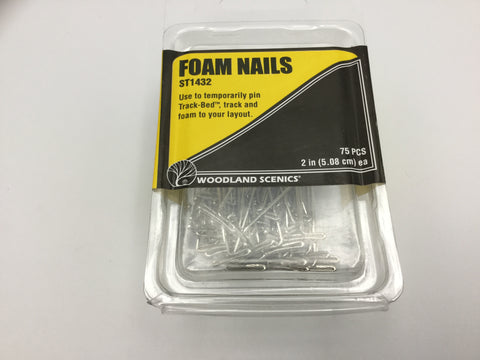 FOAM NAILS
ST1432
Use to temporarily pin
Track-Bed™, track and
foam to your layout.
75 PCS
2 in (5.08 cm) ea
WOODLAND SCENICS®